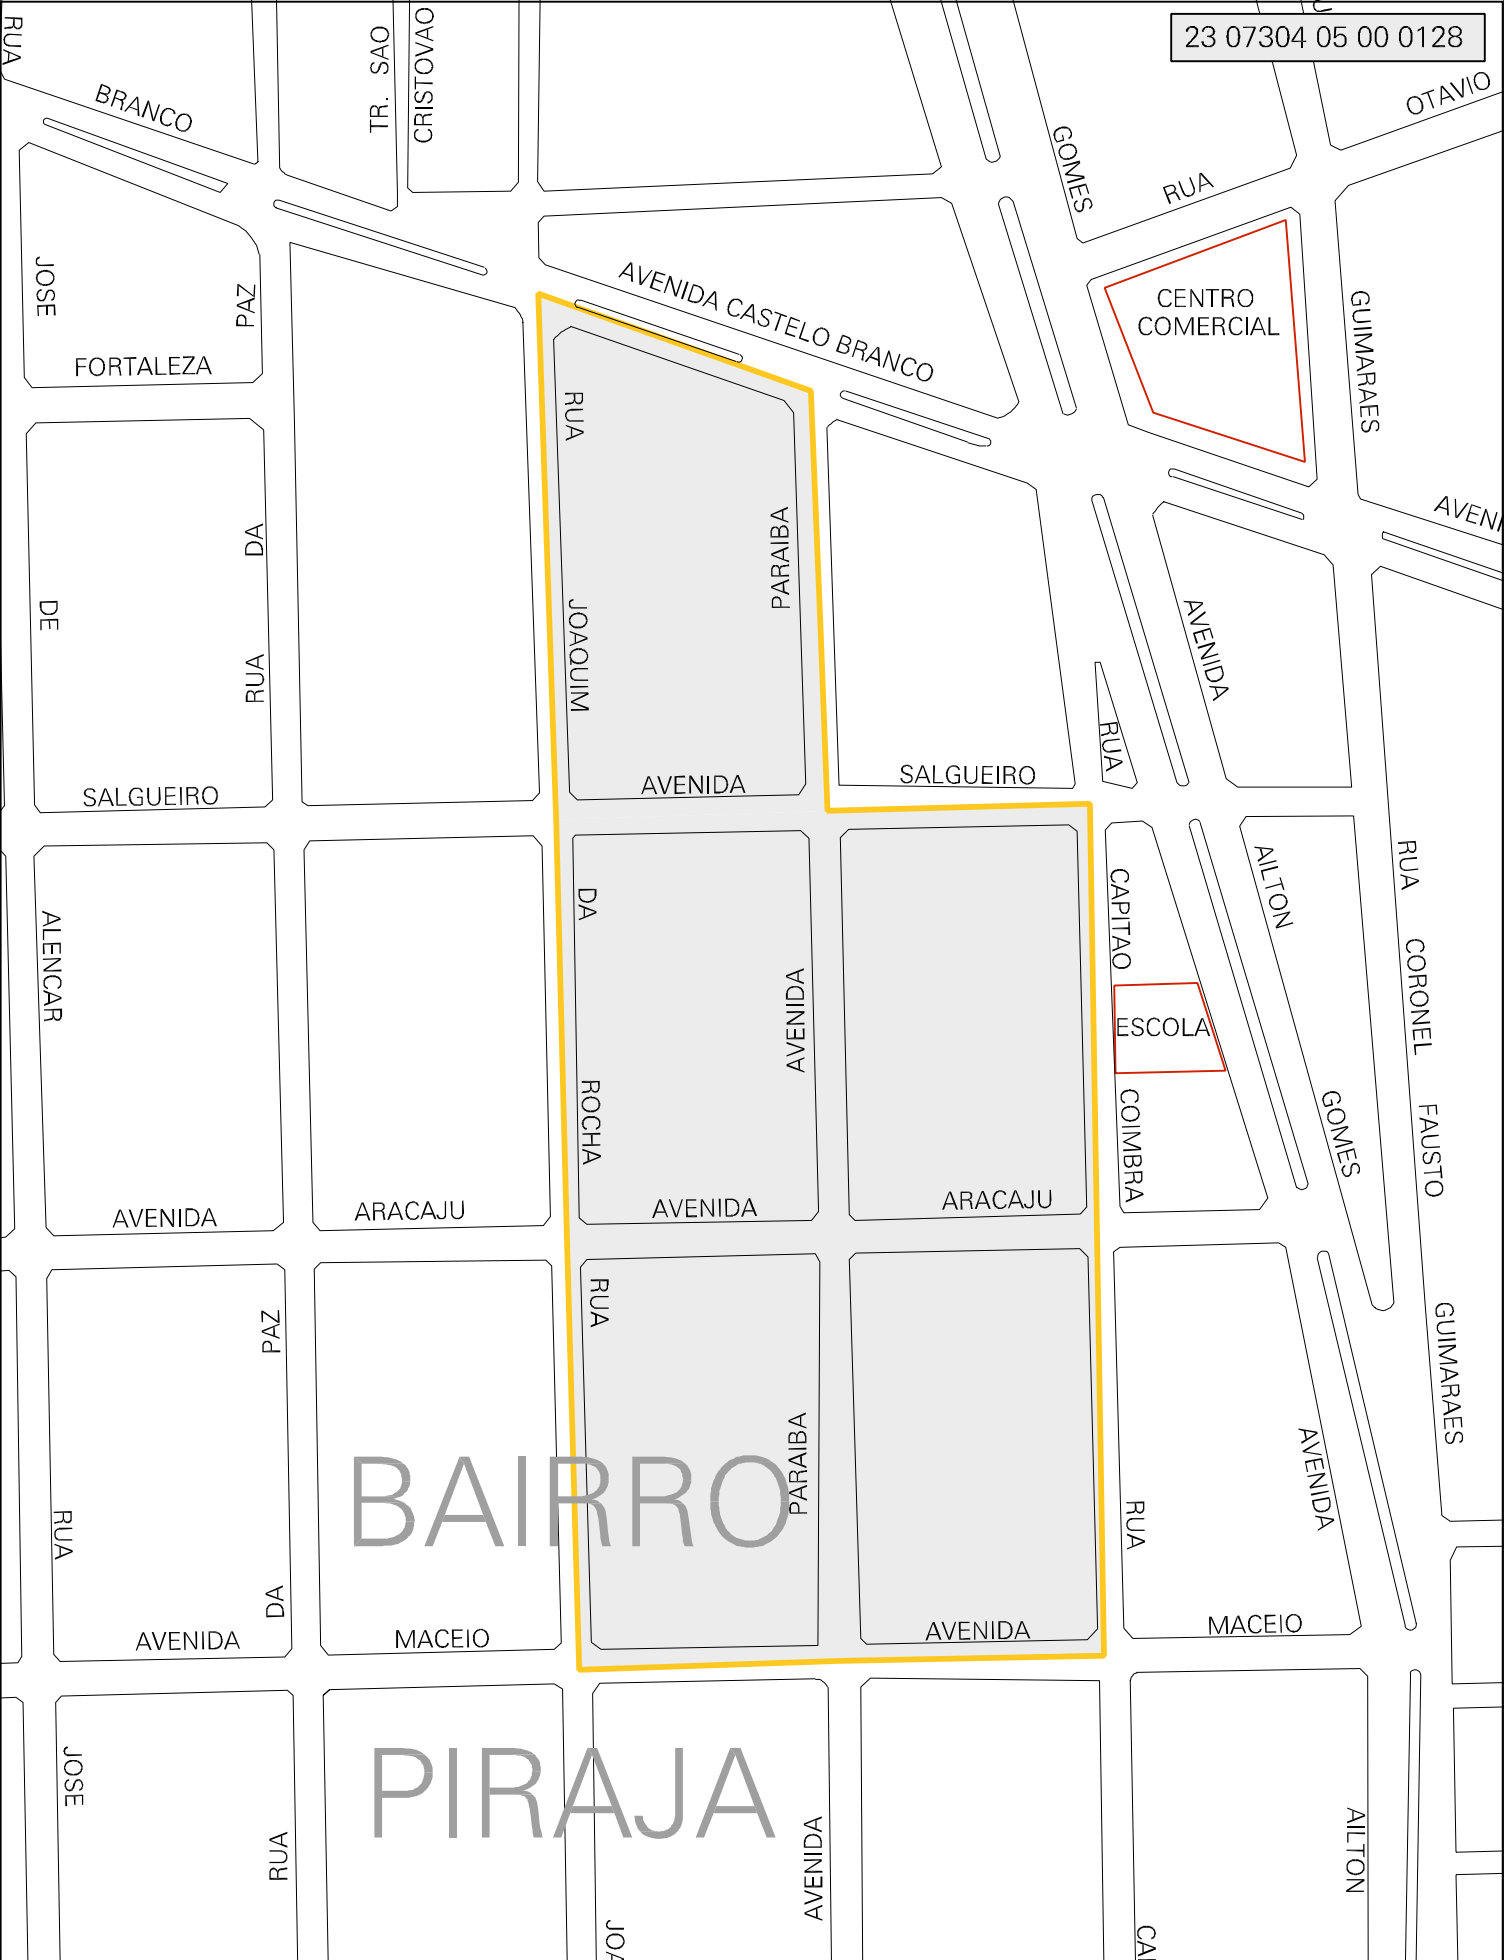 23 07304 05 00 0128
RUA
BRANCO
TR. SAO
CRISTOVAO
GOMES
RUA
OTAVIO
JOSE
PAZ
FORTALEZA
AVENIDA CASTELO BRANCO
CENTRO
COMERCIAL
GUIMARAES
RUA
PARAIBA
DA
DE
RUA
JOAQUIM
AVENIDA
RUA
SALGUEIRO
AVENIDA
SALGUEIRO
ALENCAR
DA
AVENIDA
CAPITAO
AILTON
RUA
CORONEL
ESCOLA
ROCHA
COIMBRA
GOMES
FAUSTO
AVENIDA
ARACAJU
AVENIDA
ARACAJU
PAZ
RUA
GUIMARAES
PARAIBA
AVENIDA
BAIRRO
RUA
RUA
DA
AVENIDA
MACEIO
AVENIDA
MACEIO
PIRAJA
JOSE
RUA
AVENIDA
AILTON